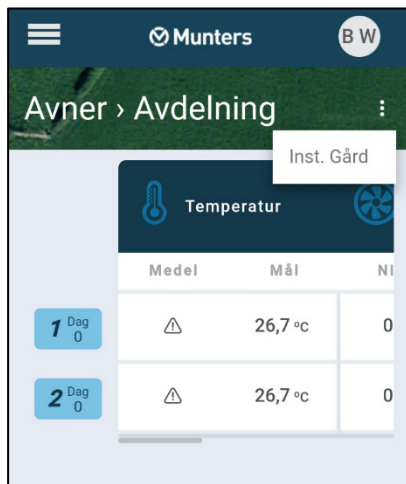 Munters
B W
Avner › Avdelning
Inst. Gård
Temperatur
Medel Mål Ni
1 Dag 0 26,7 °C 0
2 Dag 0 26,7 °C 0